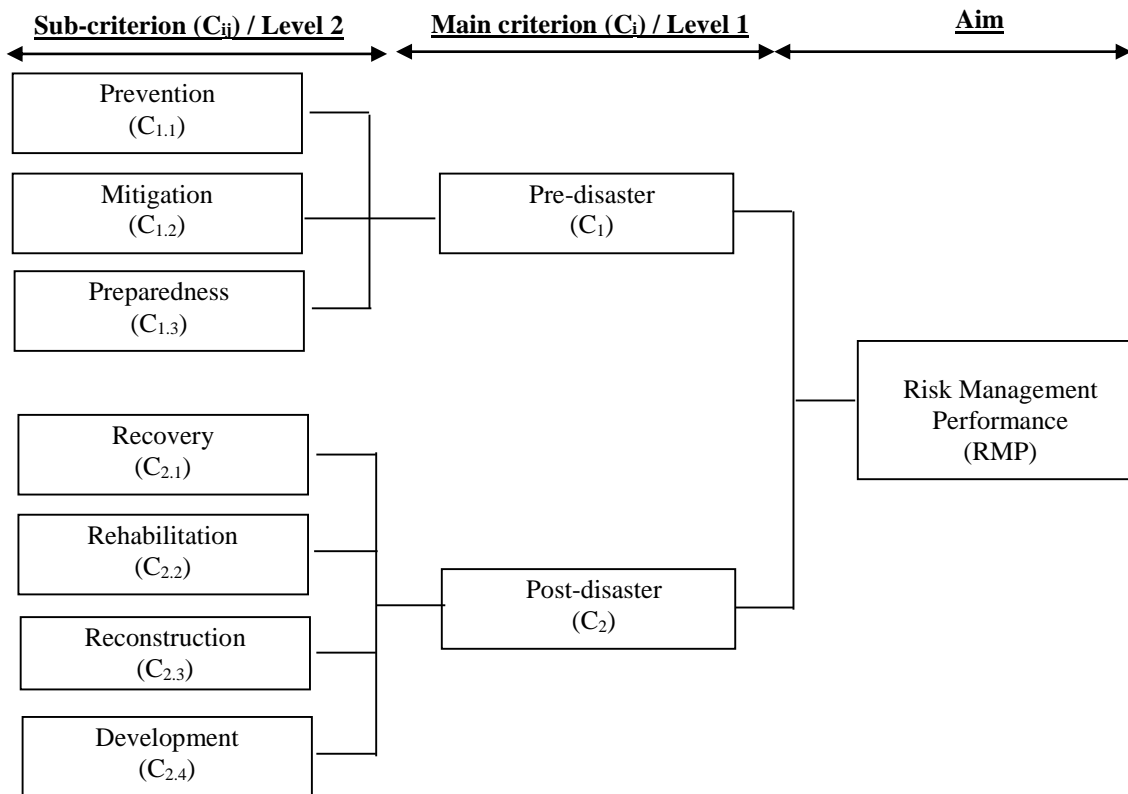 Sub-criterion (Cᵢⱼ) / Level 2
Main criterion (Cᵢ) / Level 1
Aim
Prevention
(C₁.₁)
Mitigation
(C₁.₂)
Preparedness
(C₁.₃)
Pre-disaster
(C₁)
Risk Management
Performance
(RMP)
Recovery
(C₂.₁)
Rehabilitation
(C₂.₂)
Reconstruction
(C₂.₃)
Development
(C₂.₄)
Post-disaster
(C₂)